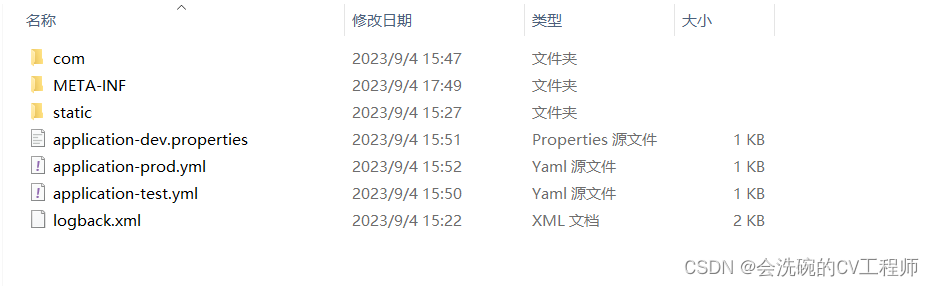 名称 修改日期 类型 大小
com 2023/9/4 15:47 文件夹
META-INF 2023/9/4 17:49 文件夹
static 2023/9/4 15:27 文件夹
application-dev.properties 2023/9/4 15:51 Properties 源文件 1 KB
application-prod.yml 2023/9/4 15:52 Yaml 源文件 1 KB
application-test.yml 2023/9/4 15:50 Yaml 源文件 1 KB
logback.xml 2023/9/4 15:22 XML 文档 2 KB
CSDN @会洗碗的CV工程师